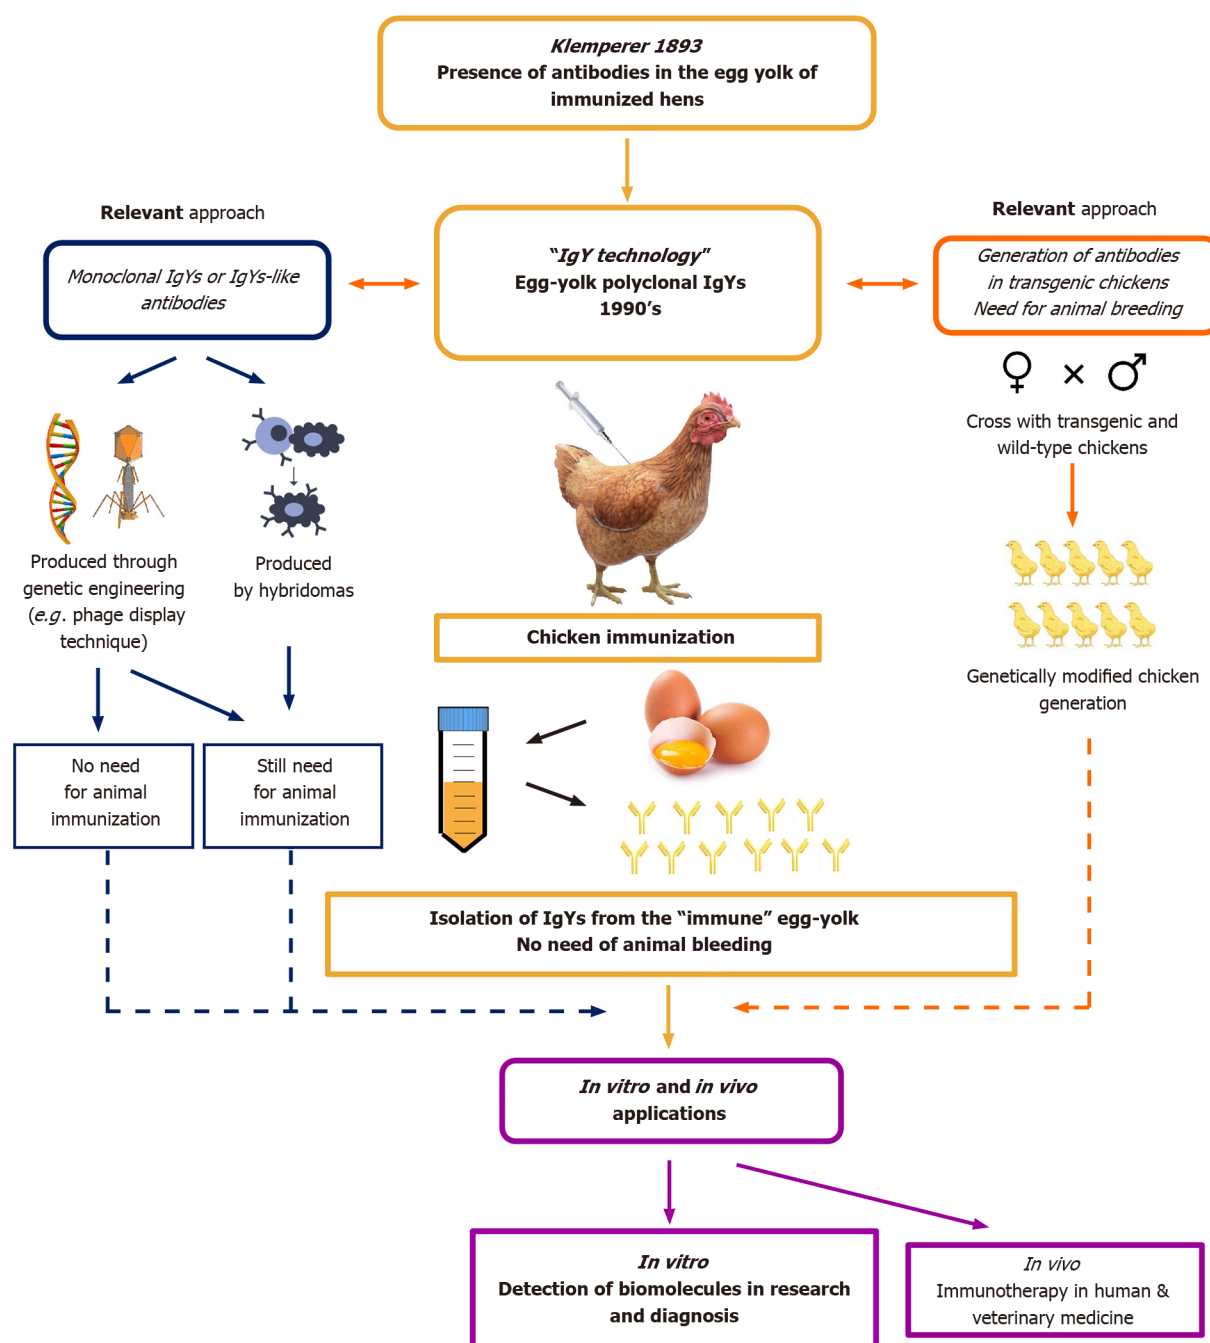 Klemperer 1893
Presence of antibodies in the egg yolk of
immunized hens
Relevant approach
Monoclonal IgYs or IgYs-like
antibodies
"IgY technology"
Egg-yolk polyclonal IgYs
1990's
Relevant approach
Generation of antibodies
in transgenic chickens
Need for animal breeding
♀ × ♂
Cross with transgenic and
wild-type chickens
Produced through
genetic engineering
(e.g. phage display
technique)
Produced
by hybridomas
Chicken immunization
Genetically modified chicken
generation
No need
for animal
immunization
Still need
for animal
immunization
Isolation of IgYs from the "immune" egg-yolk
No need of animal bleeding
In vitro and in vivo
applications
In vitro
Detection of biomolecules in research
and diagnosis
In vivo
Immunotherapy in human &
veterinary medicine